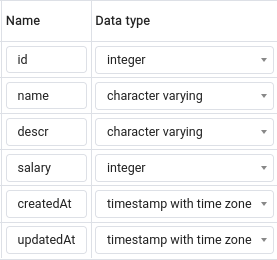 Name Data type
id integer
name character varying
descr character varying
salary integer
createdAt timestamp with time zone
updatedAt timestamp with time zone